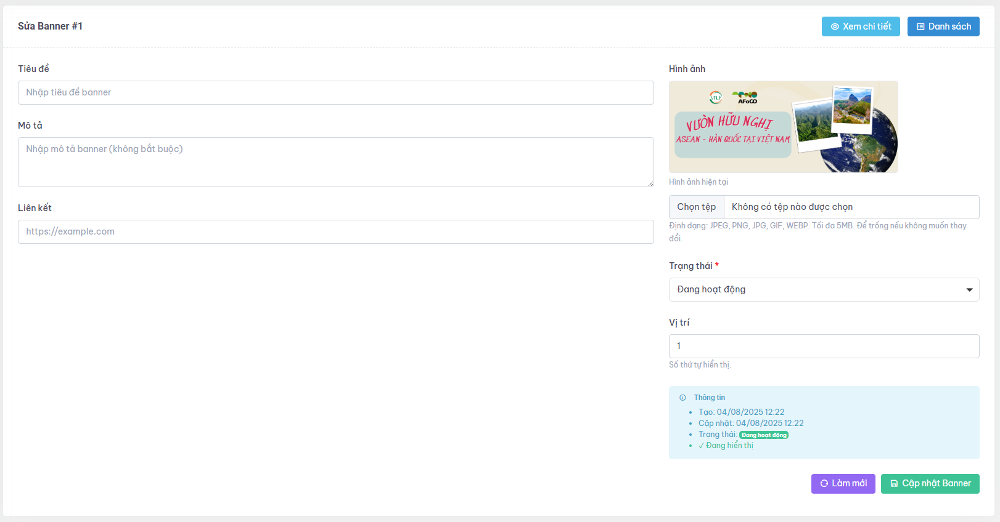 Sửa Banner #1
Xem chi tiết
Danh sách
Tiêu đề
Nhập tiêu đề banner
Mô tả
Nhập mô tả banner (không bắt buộc)
Liên kết
https://example.com
Hình ảnh
AFoCO
VƯỜN HỮU NGHỊ
ASEAN - HÀN QUỐC TẠI VIỆT NAM
Hình ảnh hiện tại
Chọn tệp Không có tệp nào được chọn
Định dạng: JPEG, PNG, JPG, GIF, WEBP. Tối đa 5MB. Để trống nếu không muốn thay
đổi.
Trạng thái *
Đang hoạt động
Vị trí
1
Số thứ tự hiển thị.
Thông tin
Tạo: 04/08/2025 12:22
Cập nhật: 04/08/2025 12:22
Trạng thái: Đang hoạt động
✓ Đang hiển thị
Làm mới
Cập nhật Banner